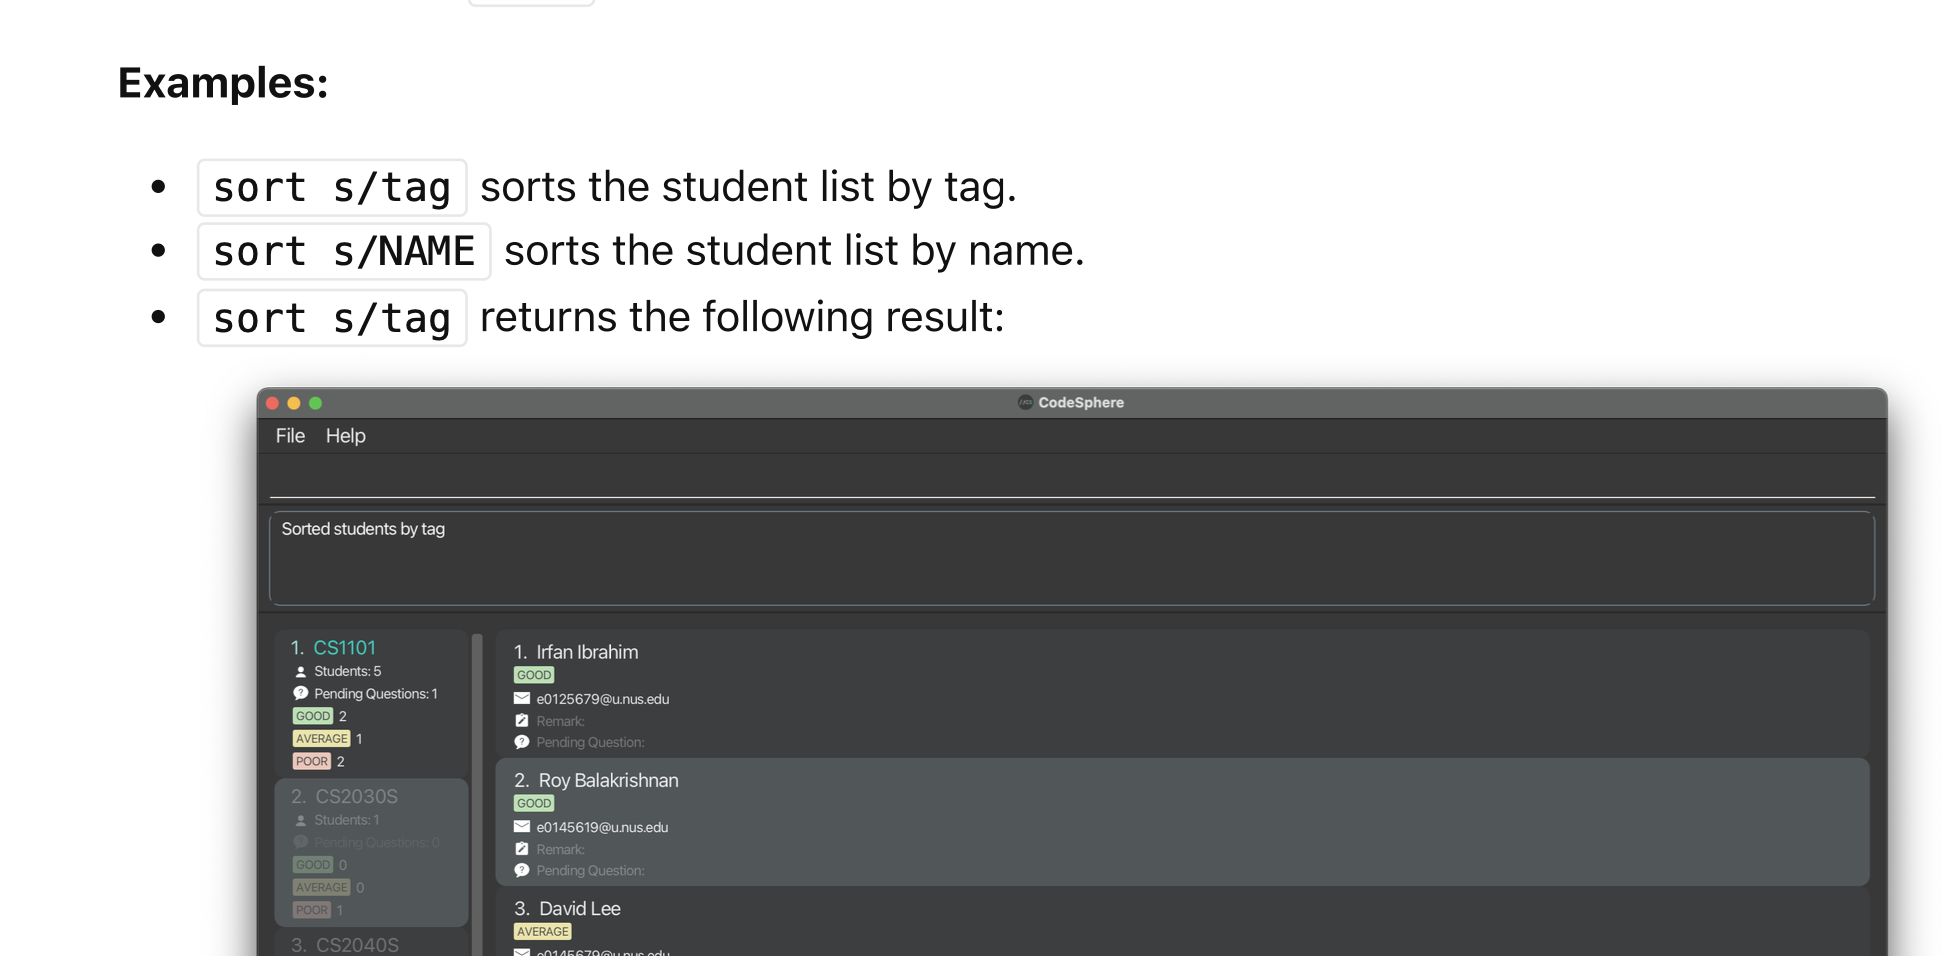 Examples:
sort s/tag sorts the student list by tag.
sort s/NAME sorts the student list by name.
sort s/tag returns the following result:
CodeSphere
File Help
Sorted students by tag
1. CS1101
Students: 5
Pending Questions: 1
GOOD 2
AVERAGE 1
POOR 2
2. CS2030S
Students: 1
Pending Questions: 0
GOOD 0
AVERAGE 0
POOR 1
3. CS2040S
1. Irfan Ibrahim
GOOD
e0125679@u.nus.edu
Remark:
Pending Question:
2. Roy Balakrishnan
GOOD
e0145619@u.nus.edu
Remark:
Pending Question:
3. David Lee
AVERAGE
e0145679@u.nus.edu